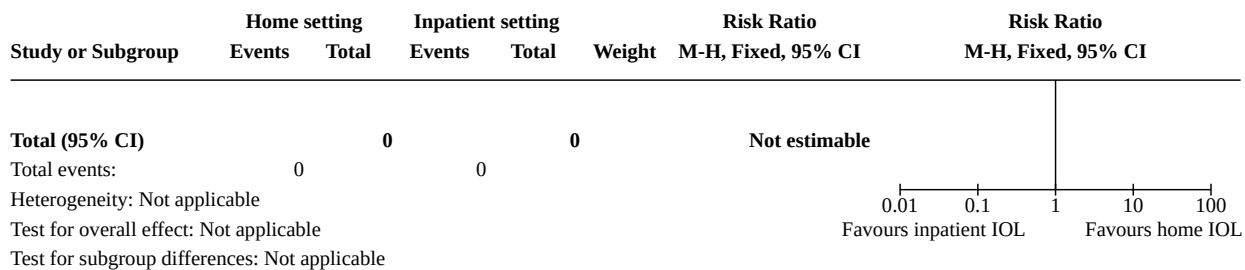 Home setting Inpatient setting Risk Ratio Risk Ratio
Study or Subgroup Events Total Events Total Weight M-H, Fixed, 95% CI M-H, Fixed, 95% CI
Total (95% CI) 0 0 Not estimable
Total events: 0 0
Heterogeneity: Not applicable
0.01 0.1 1 10 100
Test for overall effect: Not applicable Favours inpatient IOL Favours home IOL
Test for subgroup differences: Not applicable